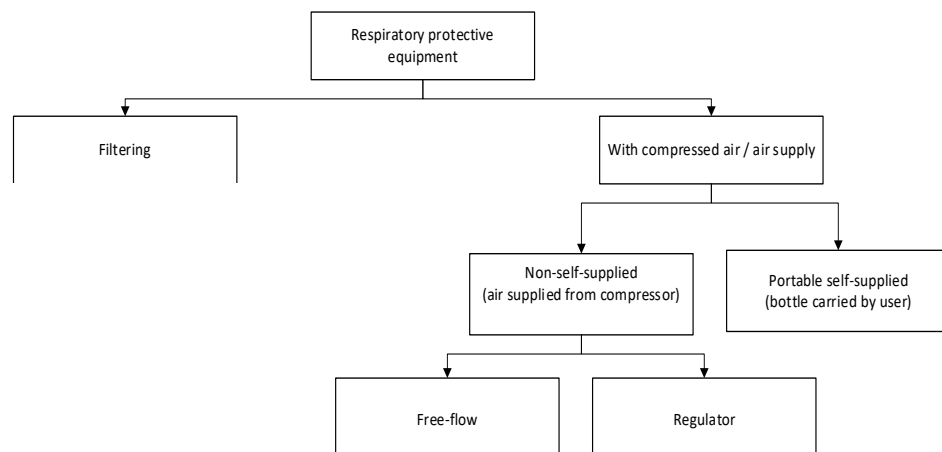 Respiratory protective
equipment
Filtering
With compressed air / air supply
Non-self-supplied
(air supplied from compressor)
Portable self-supplied
(bottle carried by user)
Free-flow
Regulator